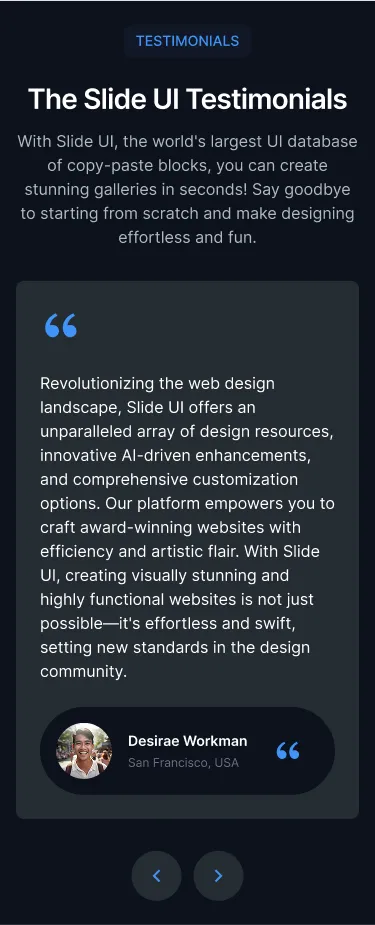 TESTIMONIALS
The Slide UI Testimonials
With Slide UI, the world's largest UI database
of copy-paste blocks, you can create
stunning galleries in seconds! Say goodbye
to starting from scratch and make designing
effortless and fun.
Revolutionizing the web design
landscape, Slide UI offers an
unparalleled array of design resources,
innovative AI-driven enhancements,
and comprehensive customization
options. Our platform empowers you to
craft award-winning websites with
efficiency and artistic flair. With Slide
UI, creating visually stunning and
highly functional websites is not just
possible—it's effortless and swift,
setting new standards in the design
community.
Desirae Workman
San Francisco, USA